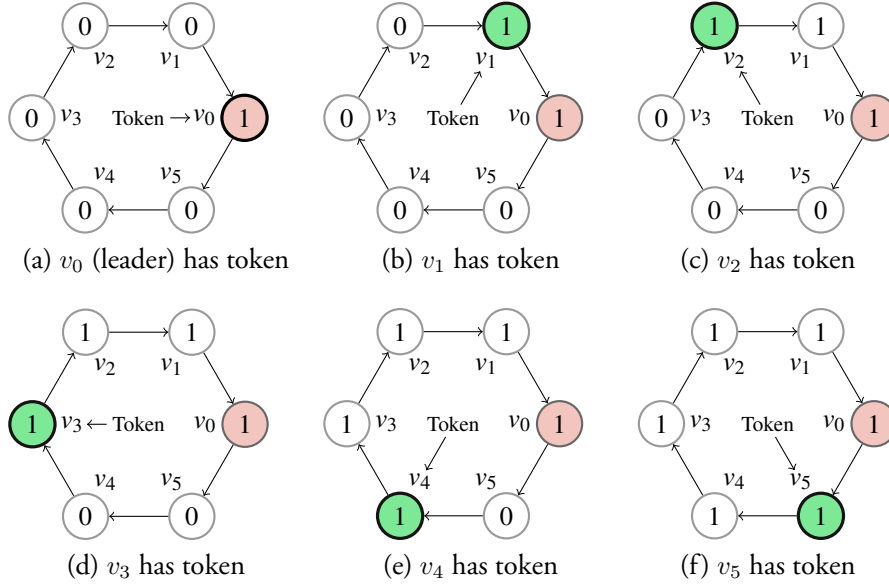 0 0 0 1 1 1
v2 v1 v2 v1 v2 v1
0 v3 Token v0 1 0 v3 Token v0 1 0 v3 Token v0 1
v4 v5 v4 v5 v4 v5
0 0 0 0 0 0
(a) v0 (leader) has token (b) v1 has token (c) v2 has token
1 1 1 1 1 1
v2 v1 v2 v1 v2 v1
1 v3 Token v0 1 1 v3 Token v0 1 1 v3 Token v0 1
v4 v5 v4 v5 v4 v5
0 0 1 0 1 1
(d) v3 has token (e) v4 has token (f) v5 has token